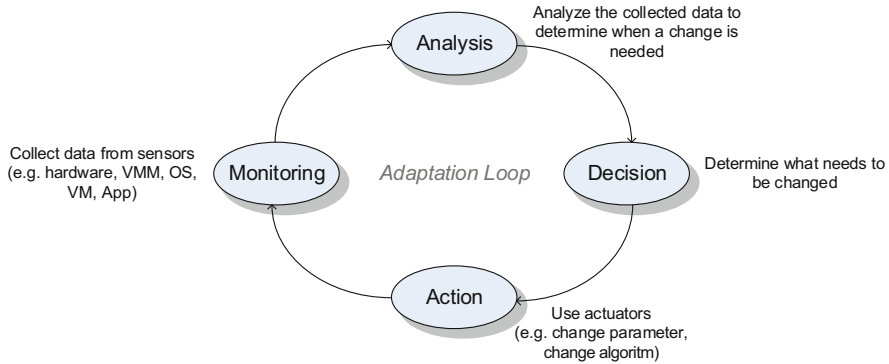 Analysis
Analyze the collected data to
determine when a change is
needed
Collect data from sensors
(e.g. hardware, VMM, OS,
VM, App)
Monitoring
Adaptation Loop
Decision
Determine what needs to
be changed
Action
Use actuators
(e.g. change parameter,
change algoritm)